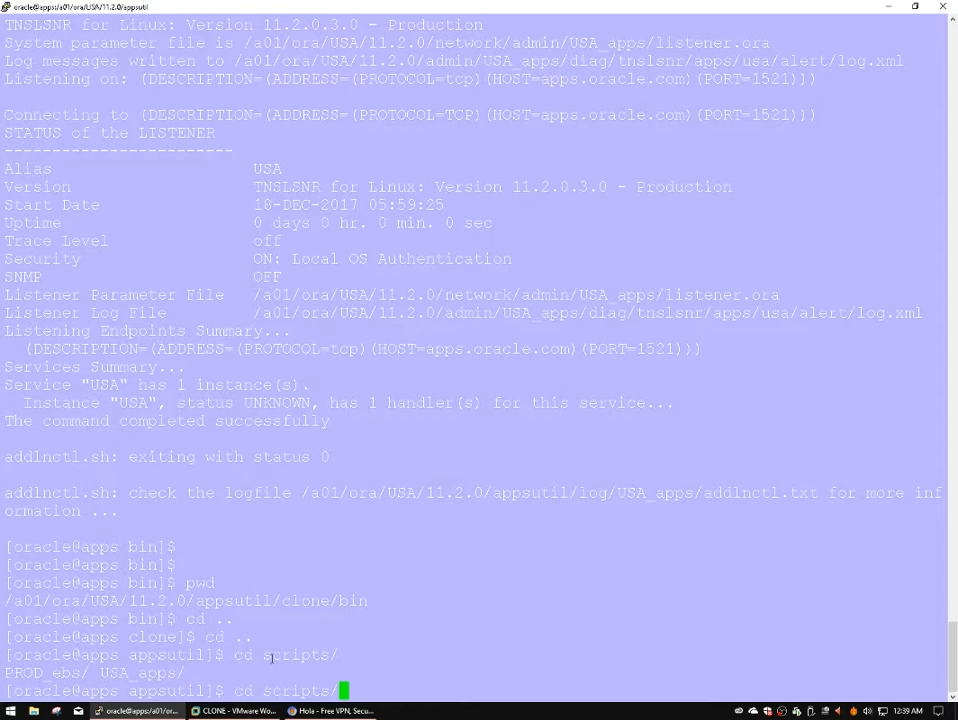 oracle@apps:/a01/ora/USA/11.2.0/appsutil
TNSLSNR for Linux: Version 11.2.0.3.0 - Production
System parameter file is /a01/ora/USA/11.2.0/network/admin/USA_apps/listener.ora
Log messages written to /a01/ora/USA/11.2.0/admin/USA_apps/diag/tnslsnr/apps/usa/alert/log.xml
Listening on: (DESCRIPTION=(ADDRESS=(PROTOCOL=tcp)(HOST=apps.oracle.com)(PORT=1521)))
Connecting to (DESCRIPTION=(ADDRESS=(PROTOCOL=TCP)(HOST=apps.oracle.com)(PORT=1521)))
STATUS of the LISTENER
------------------------
Alias                     USA
Version                   TNSLSNR for Linux: Version 11.2.0.3.0 - Production
Start Date                18-DEC-2017 05:59:25
Uptime                    0 days 0 hr. 0 min. 0 sec
Trace Level               off
Security                  ON: Local OS Authentication
SNMP                      OFF
Listener Parameter File   /a01/ora/USA/11.2.0/network/admin/USA_apps/listener.ora
Listener Log File         /a01/ora/USA/11.2.0/admin/USA_apps/diag/tnslsnr/apps/usa/alert/log.xml
Listening Endpoints Summary...
  (DESCRIPTION=(ADDRESS=(PROTOCOL=tcp)(HOST=apps.oracle.com)(PORT=1521)))
Services Summary...
Service "USA" has 1 instance(s).
  Instance "USA", status UNKNOWN, has 1 handler(s) for this service...
The command completed successfully
addlnctl.sh: exiting with status 0
addlnctl.sh: check the logfile /a01/ora/USA/11.2.0/appsutil/log/USA_apps/addlnctl.txt for more inf
ormation ...
[oracle@apps bin]$
[oracle@apps bin]$
[oracle@apps bin]$ pwd
/a01/ora/USA/11.2.0/appsutil/clone/bin
[oracle@apps bin]$ cd ..
[oracle@apps clone]$ cd ..
[oracle@apps appsutil]$ cd scripts/
PROD_ebs/ USA_apps/
[oracle@apps appsutil]$ cd scripts/
oracle@apps:/a01/or... CLONE - VMware Wo... Hola - Free VPN, Secu... 12:39 AM